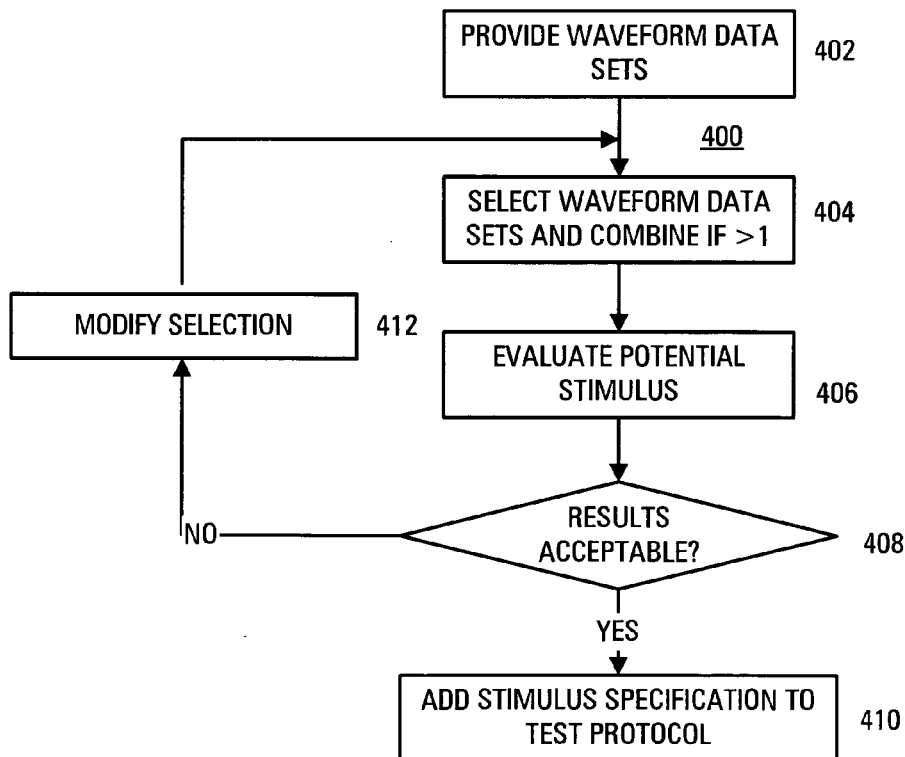 PROVIDE WAVEFORM DATA
SETS
402
400
SELECT WAVEFORM DATA
SETS AND COMBINE IF >1
404
MODIFY SELECTION
412
EVALUATE POTENTIAL
STIMULUS
406
RESULTS
ACCEPTABLE?
408
NO
YES
ADD STIMULUS SPECIFICATION TO
TEST PROTOCOL
410